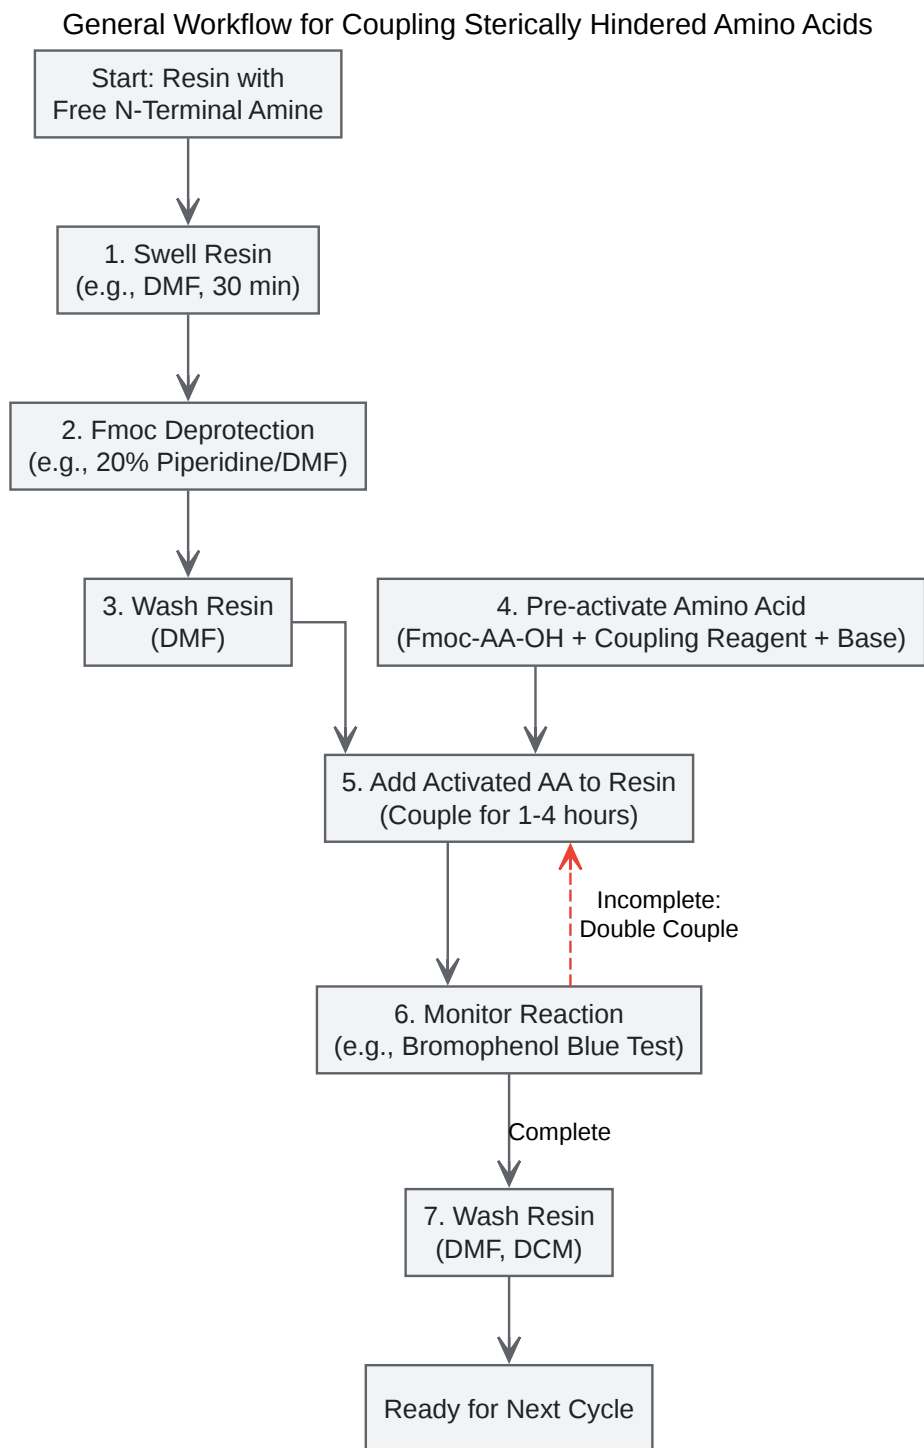 General Workflow for Coupling Sterically Hindered Amino Acids
Start: Resin with
Free N-Terminal Amine
1. Swell Resin
(e.g., DMF, 30 min)
2. Fmoc Deprotection
(e.g., 20% Piperidine/DMF)
3. Wash Resin
(DMF)
4. Pre-activate Amino Acid
(Fmoc-AA-OH + Coupling Reagent + Base)
5. Add Activated AA to Resin
(Couple for 1-4 hours)
Incomplete:
Double Couple
6. Monitor Reaction
(e.g., Bromophenol Blue Test)
Complete
7. Wash Resin
(DMF, DCM)
Ready for Next Cycle